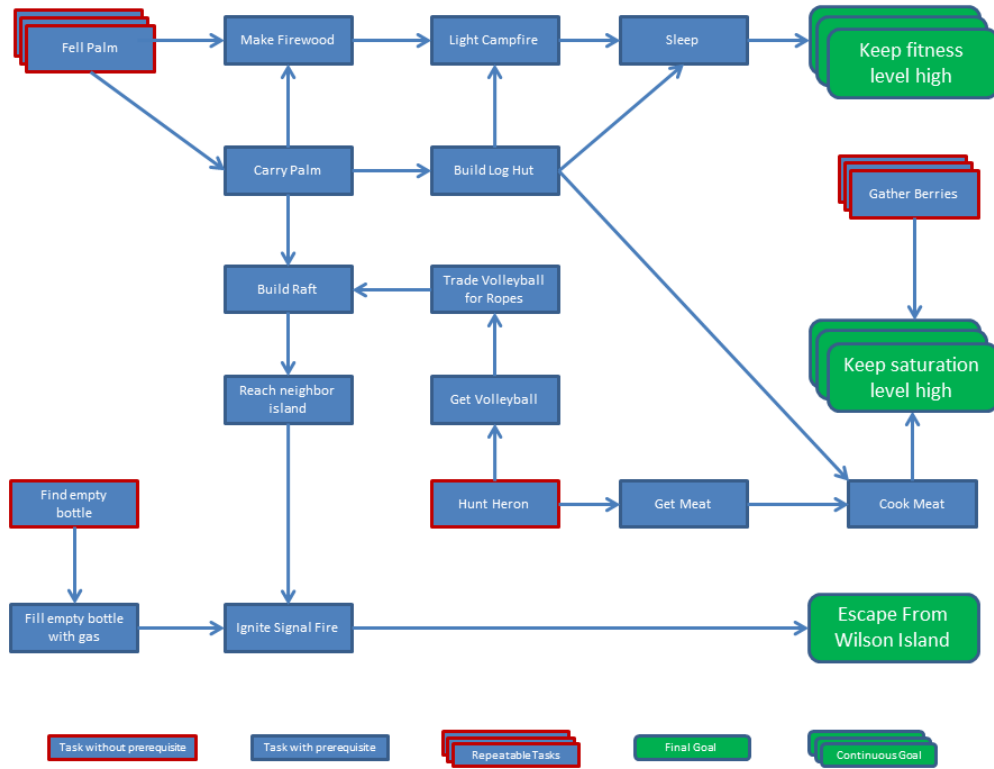 Fell Palm
Make Firewood
Light Campfire
Sleep
Keep fitness
level high
Carry Palm
Build Log Hut
Gather Berries
Build Raft
Trade Volleyball
for Ropes
Keep saturation
level high
Reach neighbor
island
Get Volleyball
Find empty
bottle
Hunt Heron
Get Meat
Cook Meat
Fill empty bottle
with gas
Ignite Signal Fire
Escape From
Wilson Island
Task without prerequisite
Task with prerequisite
Repeatable Tasks
Final Goal
Continuous Goal